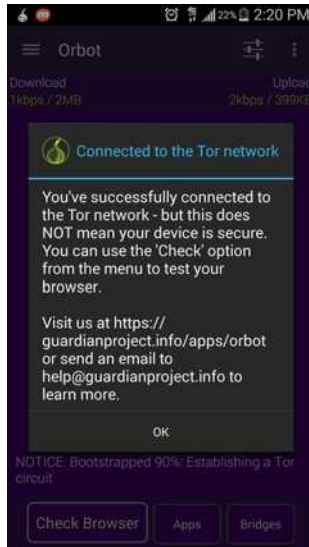 22% 2:20 PM
Orbot
Download Upload
1kbps / 2MB 2kbps / 399KB
Connected to the Tor network
You've successfully connected to
the Tor network - but this does
NOT mean your device is secure.
You can use the 'Check' option
from the menu to test your
browser.
Visit us at https://
guardianproject.info/apps/orbot
or send an email to
help@guardianproject.info to
learn more.
OK
NOTICE: Bootstrapped 90%: Establishing a Tor
circuit
Check Browser Apps Bridges